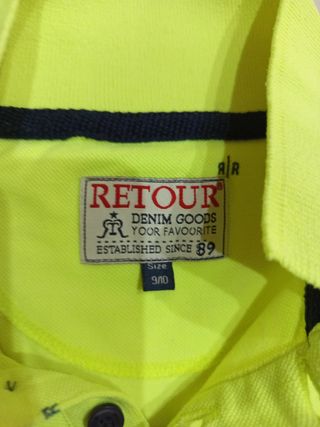 R|R
RETOUR®
DENIM GOODS
YOUR FAVOURITE
ESTABLISHED SINCE 89
Size
9/10
R